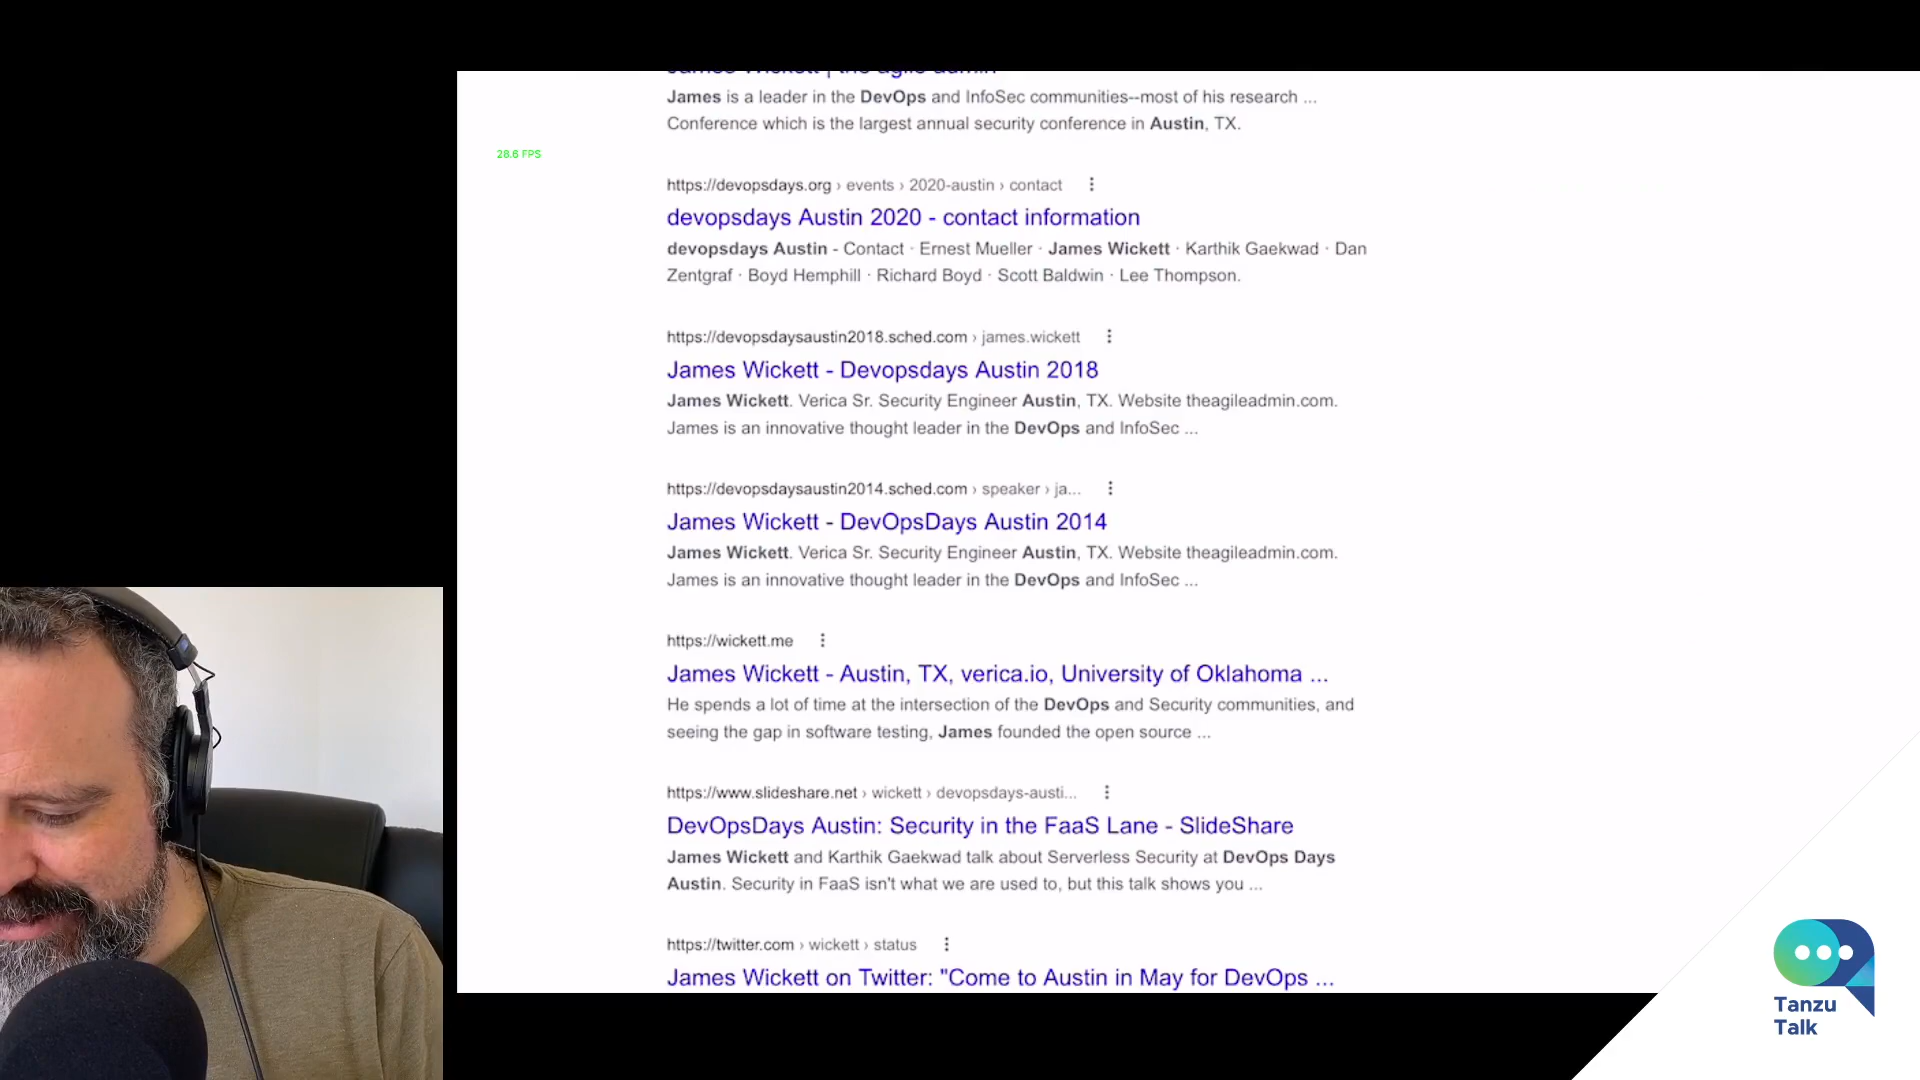 James Wickett | the agile admin
James is a leader in the DevOps and InfoSec communities--most of his research ...
Conference which is the largest annual security conference in Austin, TX.
28.6 FPS
https://devopsdays.org › events › 2020-austin › contact
devopsdays Austin 2020 - contact information
devopsdays Austin - Contact · Ernest Mueller · James Wickett · Karthik Gaekwad · Dan
Zentgraf · Boyd Hemphill · Richard Boyd · Scott Baldwin · Lee Thompson.
https://devopsdaysaustin2018.sched.com › james.wickett
James Wickett - Devopsdays Austin 2018
James Wickett. Verica Sr. Security Engineer Austin, TX. Website theagileadmin.com.
James is an innovative thought leader in the DevOps and InfoSec ...
https://devopsdaysaustin2014.sched.com › speaker › ja...
James Wickett - DevOpsDays Austin 2014
James Wickett. Verica Sr. Security Engineer Austin, TX. Website theagileadmin.com.
James is an innovative thought leader in the DevOps and InfoSec ...
https://wickett.me
James Wickett - Austin, TX, verica.io, University of Oklahoma ...
He spends a lot of time at the intersection of the DevOps and Security communities, and
seeing the gap in software testing, James founded the open source ...
https://www.slideshare.net › wickett › devopsdays-austi...
DevOpsDays Austin: Security in the FaaS Lane - SlideShare
James Wickett and Karthik Gaekwad talk about Serverless Security at DevOps Days
Austin. Security in FaaS isn't what we are used to, but this talk shows you ...
https://twitter.com › wickett › status
James Wickett on Twitter: "Come to Austin in May for DevOps ...
Tanzu
Talk